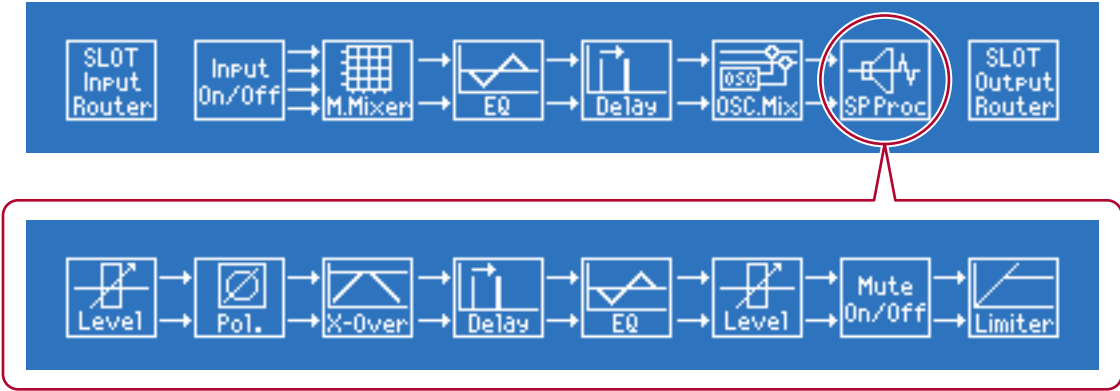 SLOT
Input
Router
Input
On/Off
M.Mixer
EQ
Delay
OSC
OSC.Mix
SP Proc
SLOT
Output
Router
Level
Pol.
X-Over
Delay
EQ
Level
Mute
On/Off
Limiter